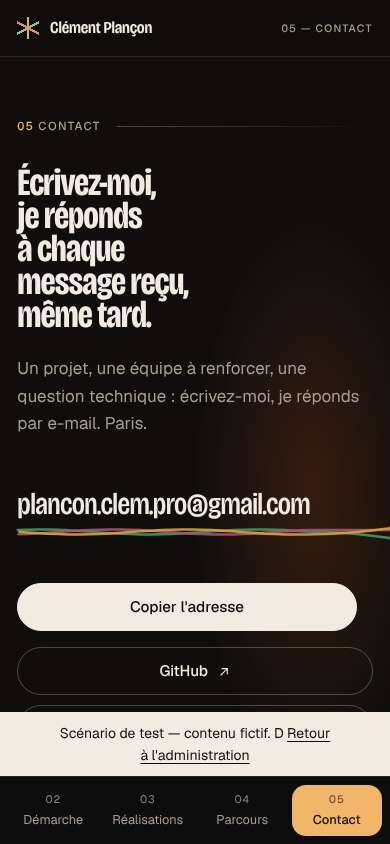 Clément Plançon
05 — CONTACT
05 CONTACT
Écrivez-moi,
je réponds
à chaque
message reçu,
même tard.
Un projet, une équipe à renforcer, une
question technique : écrivez-moi, je réponds
par e-mail. Paris.
plancon.clem.pro@gmail.com
Copier l'adresse
GitHub ↗
Scénario de test — contenu fictif. D Retour
à l'administration
02 03 04 05
Démarche Réalisations Parcours Contact